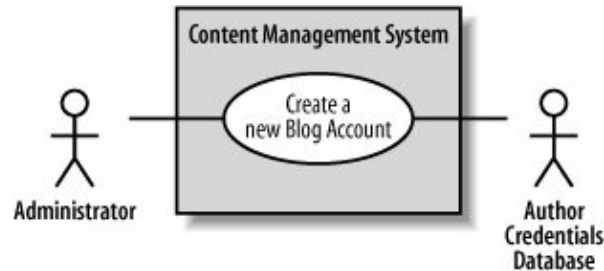 Content Management System
Create a
new Blog Account
Administrator
Author
Credentials
Database